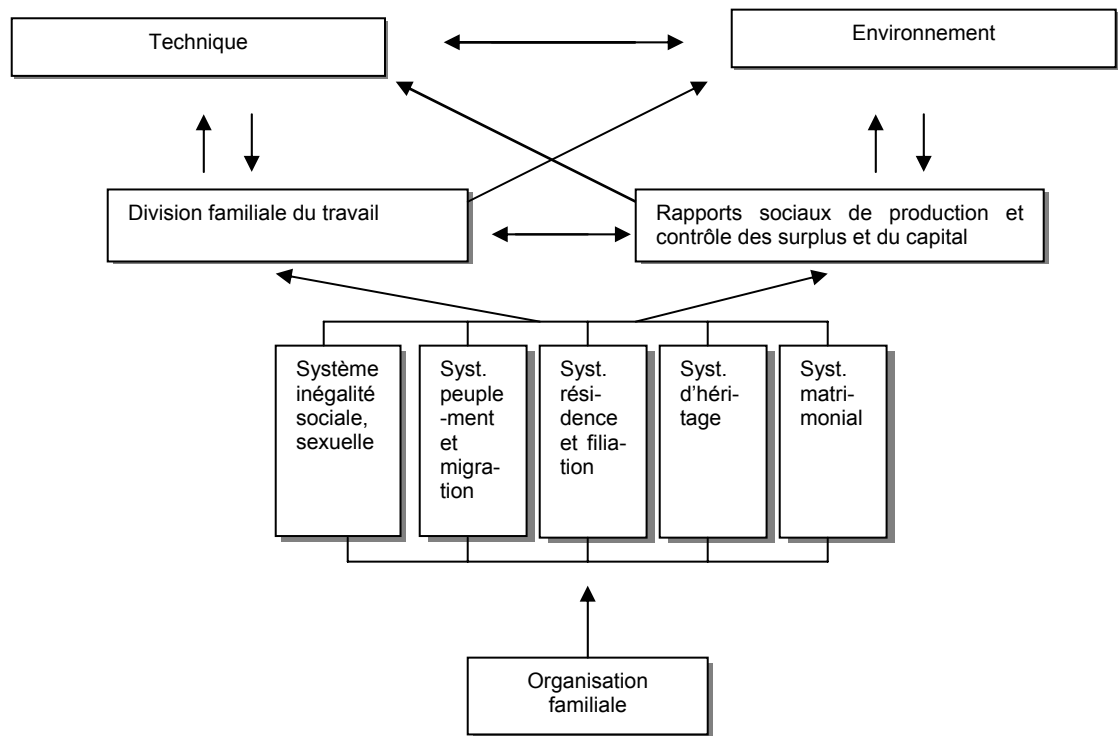 Technique
Environnement
Division familiale du travail
Rapports sociaux de production et
contrôle des surplus et du capital
Système
inégalité
sociale,
sexuelle
Syst.
peuple-
-ment
et
migra-
tion
Syst.
rési-
dence
et filia-
tion
Syst.
d’héri-
tage
Syst.
matri-
monial
Organisation
familiale